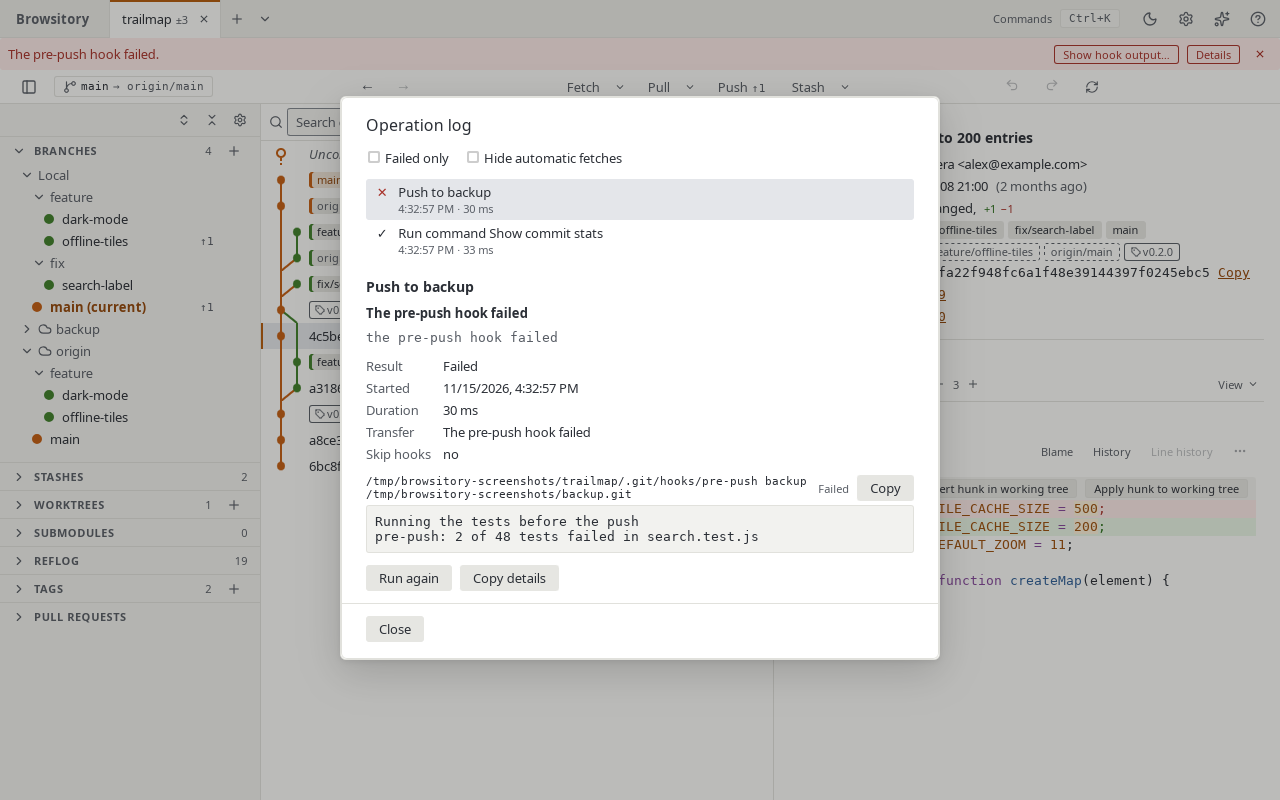 Browsitory
trailmap ±3
Commands Ctrl+K
The pre-push hook failed.
Show hook output...
Details
main → origin/main
Fetch
Pull
Push ↑1
Stash
BRANCHES 4
Local
feature
dark-mode
offline-tiles ↑1
fix
search-label
main (current) ↑1
backup
origin
feature
dark-mode
offline-tiles
main
STASHES 2
WORKTREES 1
SUBMODULES 0
REFLOG 19
TAGS 2
PULL REQUESTS
Search
Operation log
Failed only
Hide automatic fetches
Push to backup
4:32:57 PM · 30 ms
Run command Show commit stats
4:32:57 PM · 33 ms
Push to backup
The pre-push hook failed
the pre-push hook failed
Result Failed
Started 11/15/2026, 4:32:57 PM
Duration 30 ms
Transfer The pre-push hook failed
Skip hooks no
/tmp/browsitory-screenshots/trailmap/.git/hooks/pre-push backup
/tmp/browsitory-screenshots/backup.git
Failed
Copy
Running the tests before the push
pre-push: 2 of 48 tests failed in search.test.js
Run again
Copy details
Close
to 200 entries
<alex@example.com>
08 21:00 (2 months ago)
+1 −1
offline-tiles
fix/search-label
main
eature/offline-tiles
origin/main
v0.2.0
fa22f948fc6a1f48e39144397f0245ebc5 Copy
3
View
Blame
History
Line history
ert hunk in working tree
Apply hunk to working tree
ILE_CACHE_SIZE = 500;
ILE_CACHE_SIZE = 200;
EFAULT_ZOOM = 11;
function createMap(element) {